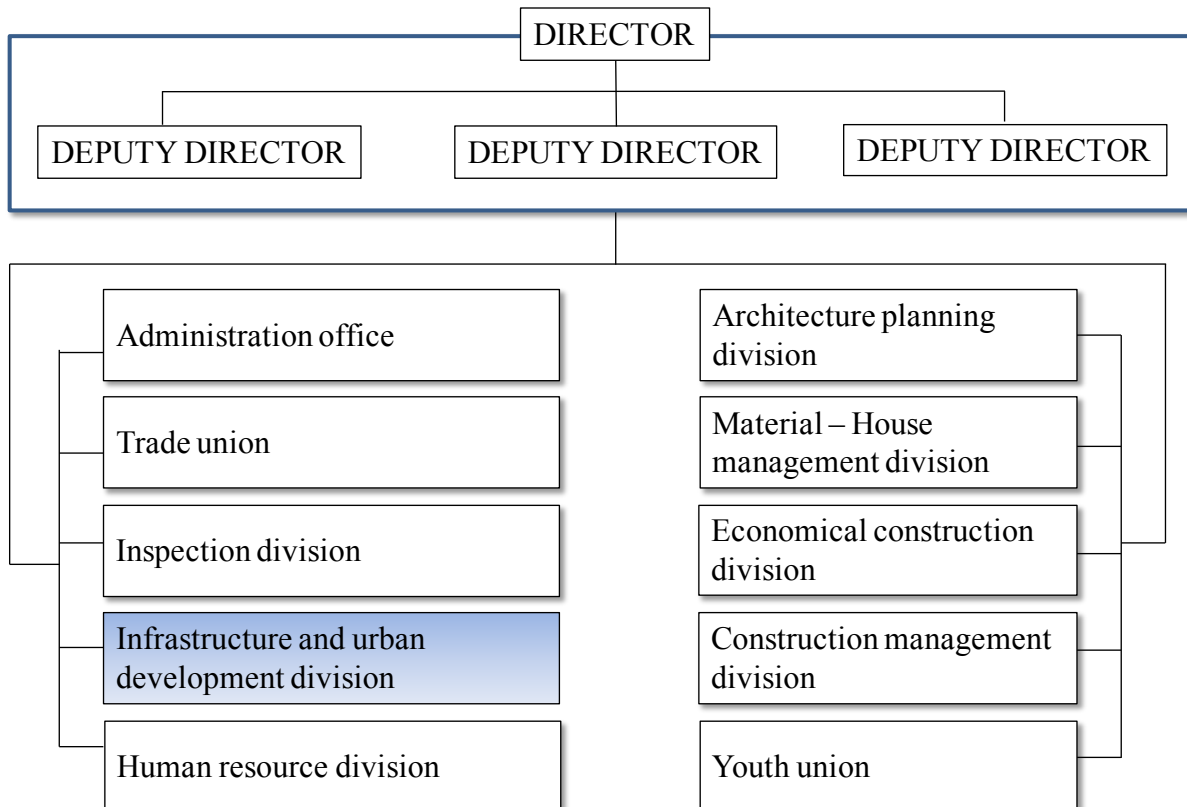 DIRECTOR
DEPUTY DIRECTOR
DEPUTY DIRECTOR
DEPUTY DIRECTOR
Administration office
Trade union
Inspection division
Infrastructure and urban
development division
Human resource division
Architecture planning
division
Material – House
management division
Economical construction
division
Construction management
division
Youth union